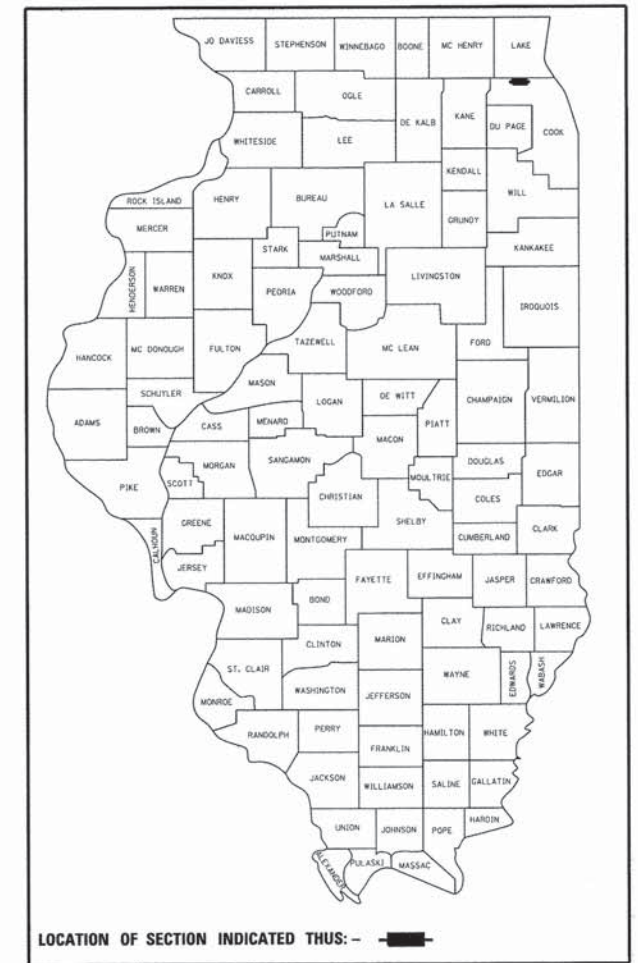 JO DAVIESS
STEPHENSON
WINNEBAGO
BOONE
MC HENRY
LAKE
CARROLL
OGLE
DE KALB
KANE
DU PAGE
COOK
WHITESIDE
LEE
KENDALL
WILL
ROCK ISLAND
HENRY
BUREAU
LA SALLE
GRUNDY
MERCER
PUTNAM
STARK
MARSHALL
KANKAKEE
HENDERSON
WARREN
KNOX
PEORIA
WOODFORD
LIVINGSTON
IROQUOIS
TAZEWELL
HANCOCK
MC DONOUGH
FULTON
MC LEAN
FORD
MASON
SCHUYLER
LOGAN
DE WITT
CHAMPAIGN
VERMILION
ADAMS
BROWN
CASS
MENARD
PIATT
MACON
SANGAMON
MORGAN
DOUGLAS
EDGAR
PIKE
SCOTT
CHRISTIAN
MOULTRIE
COLES
GREENE
SHELBY
CALHOUN
MACOUPIN
MONTGOMERY
CUMBERLAND
CLARK
JERSEY
FAYETTE
EFFINGHAM
JASPER
CRAWFORD
MADISON
BOND
CLAY
RICHLAND
LAWRENCE
CLINTON
MARION
ST. CLAIR
WAYNE
EDWARDS
WABASH
WASHINGTON
JEFFERSON
MONROE
RANDOLPH
PERRY
HAMILTON
WHITE
FRANKLIN
JACKSON
WILLIAMSON
SALINE
GALLATIN
UNION
JOHNSON
POPE
HARDIN
ALEXANDER
PULASKI
MASSAC
LOCATION OF SECTION INDICATED THUS: -